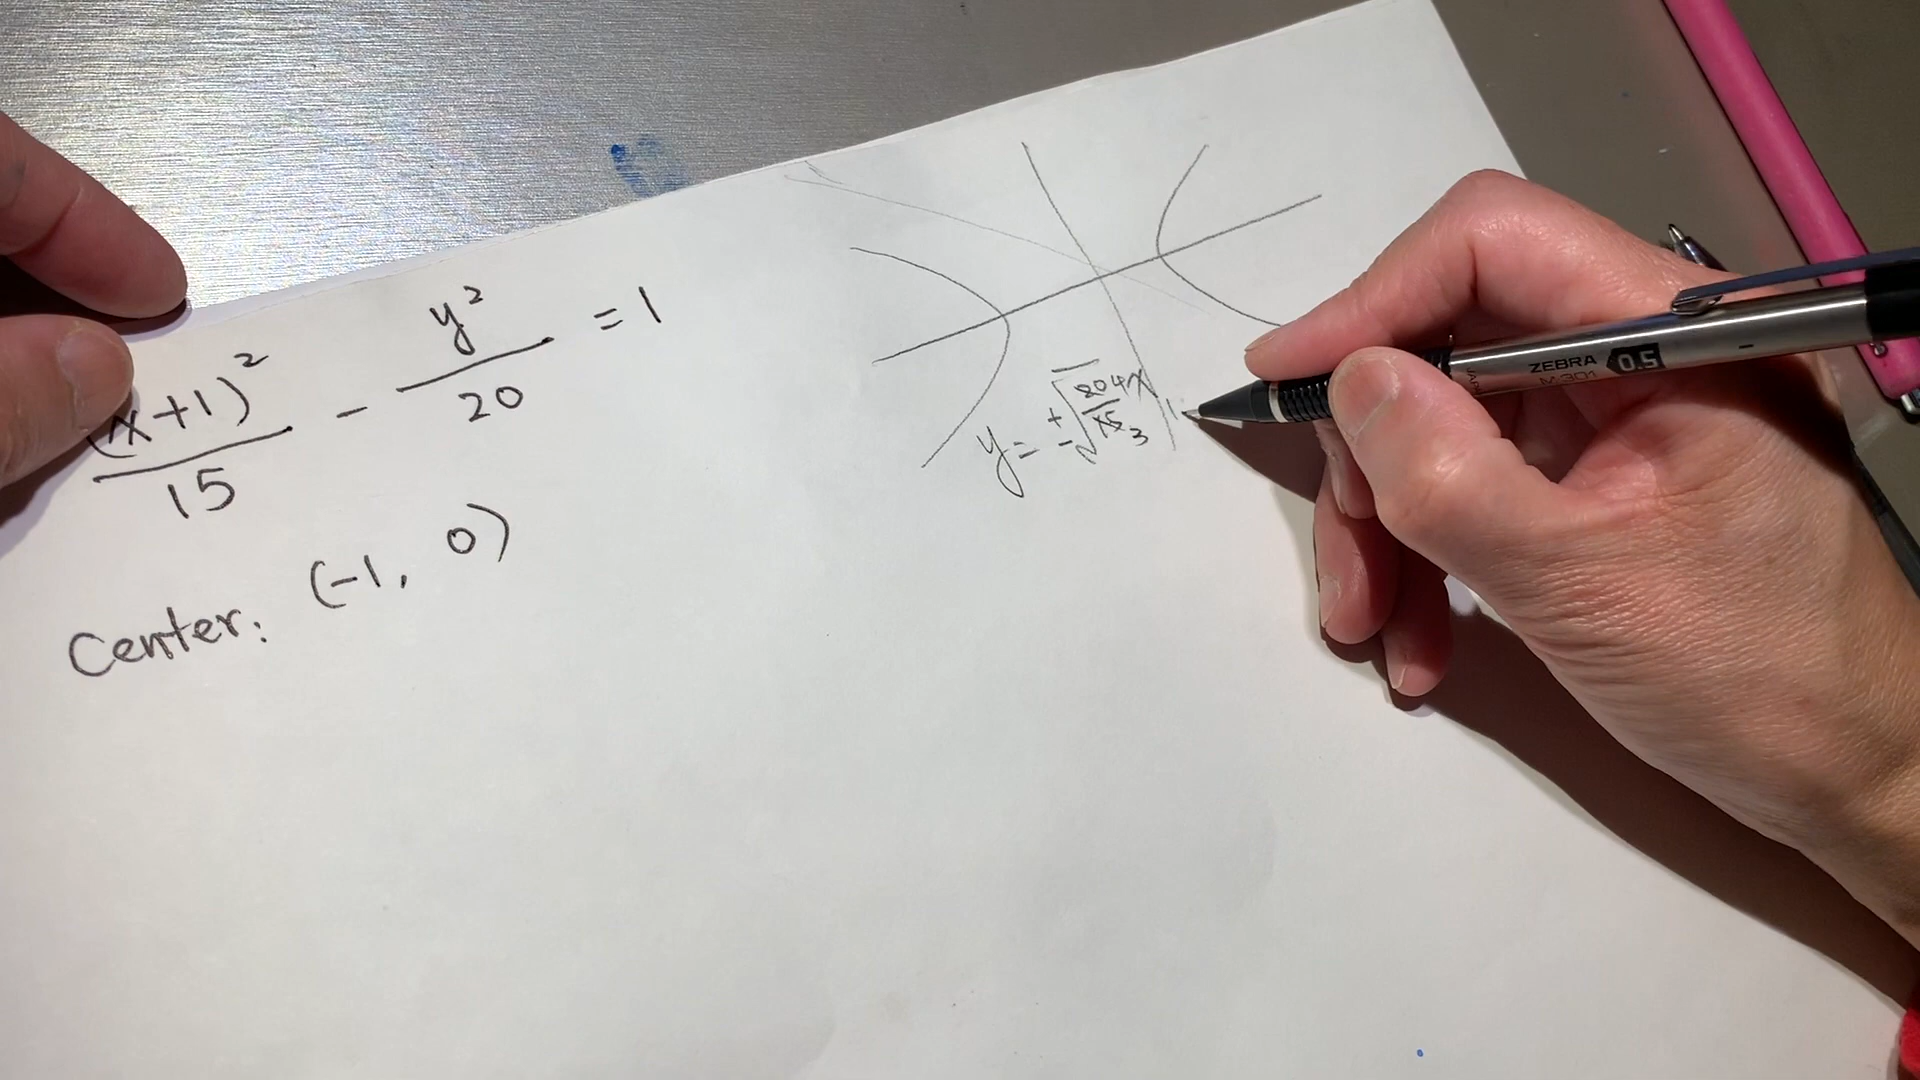 (x+1)² / 15 - y² / 20 = 1
Center: (-1, 0)
y = ±√(20 4 / 15 3) x
ZEBRA 0.5
M-301